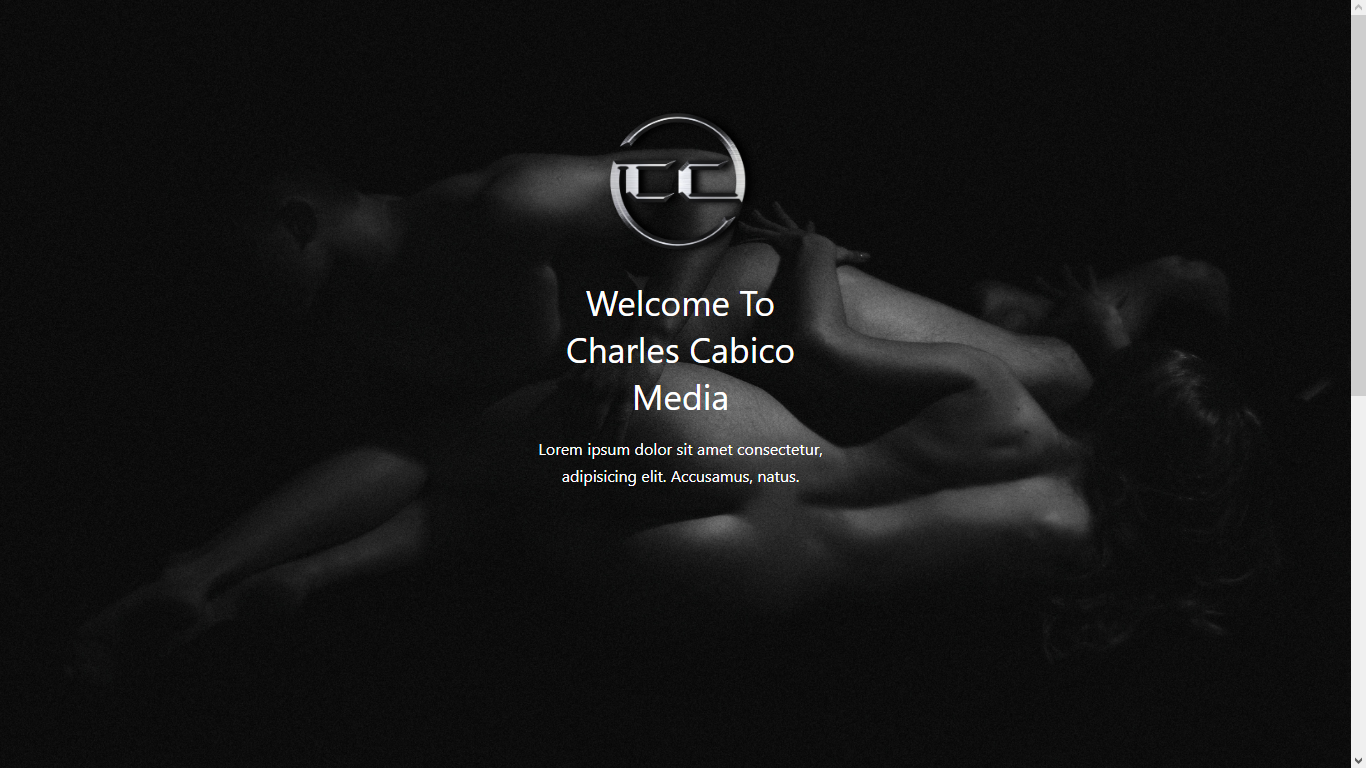 CC
Welcome To
Charles Cabico
Media
Lorem ipsum dolor sit amet consectetur,
adipisicing elit. Accusamus, natus.